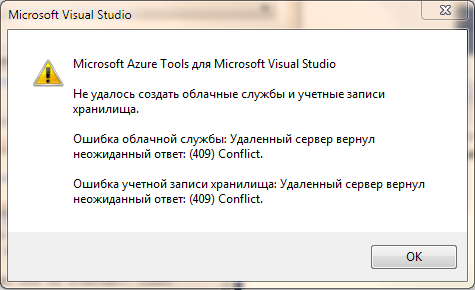 Microsoft Visual Studio
Microsoft Azure Tools для Microsoft Visual Studio
Не удалось создать облачные службы и учетные записи
хранилища.
Ошибка облачной службы: Удаленный сервер вернул
неожиданный ответ: (409) Conflict.
Ошибка учетной записи хранилища: Удаленный сервер вернул
неожиданный ответ: (409) Conflict.
OK